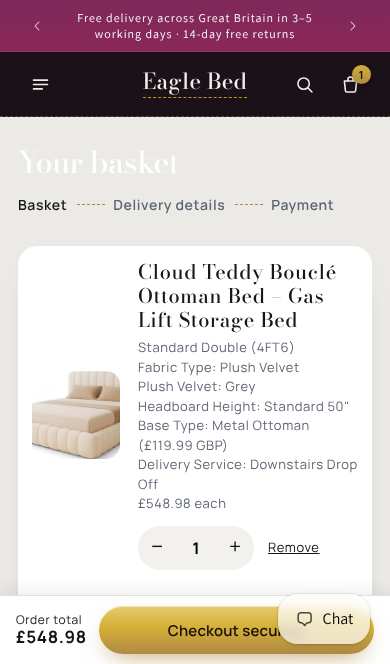 Free delivery across Great Britain in 3–5
working days · 14-day free returns
Eagle Bed
1
Your basket
Basket
Delivery details
Payment
Cloud Teddy Bouclé
Ottoman Bed – Gas
Lift Storage Bed
Standard Double (4FT6)
Fabric Type: Plush Velvet
Plush Velvet: Grey
Headboard Height: Standard 50"
Base Type: Metal Ottoman
(£119.99 GBP)
Delivery Service: Downstairs Drop
Off
£548.98 each
− 1 +
Remove
Order total
£548.98
Checkout
Chat